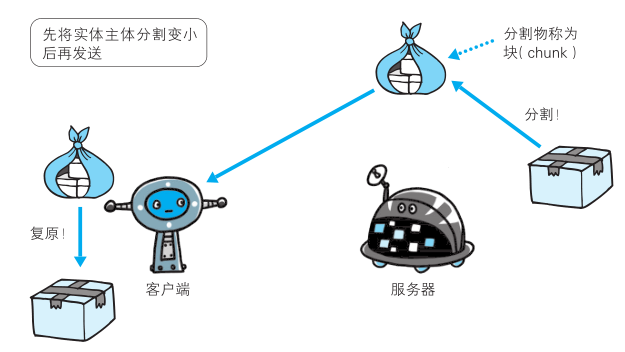 先将实体主体分割变小
后再发送
分割物称为
块( chunk )
分割！
复原！
客户端
服务器